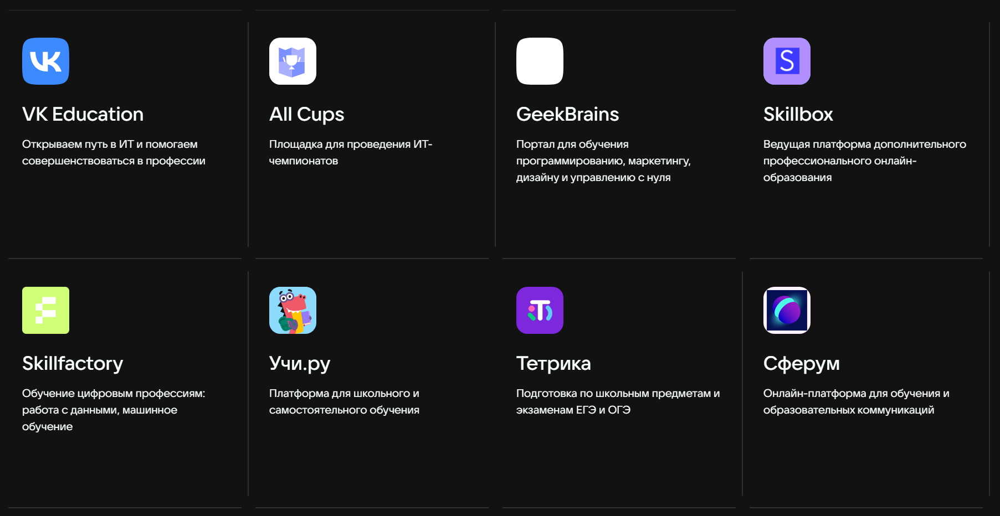 VK
VK Education
Открываем путь в ИТ и помогаем
совершенствоваться в профессии
All Cups
Площадка для проведения ИТ-
чемпионатов
GeekBrains
Портал для обучения
программированию, маркетингу,
дизайну и управлению с нуля
S
Skillbox
Ведущая платформа дополнительного
профессионального онлайн-
образования
Skillfactory
Обучение цифровым профессиям:
работа с данными, машинное
обучение
Учи.ру
Платформа для школьного и
самостоятельного обучения
Т
Тетрика
Подготовка по школьным предметам и
экзаменам ЕГЭ и ОГЭ
Сферум
Онлайн-платформа для обучения и
образовательных коммуникаций